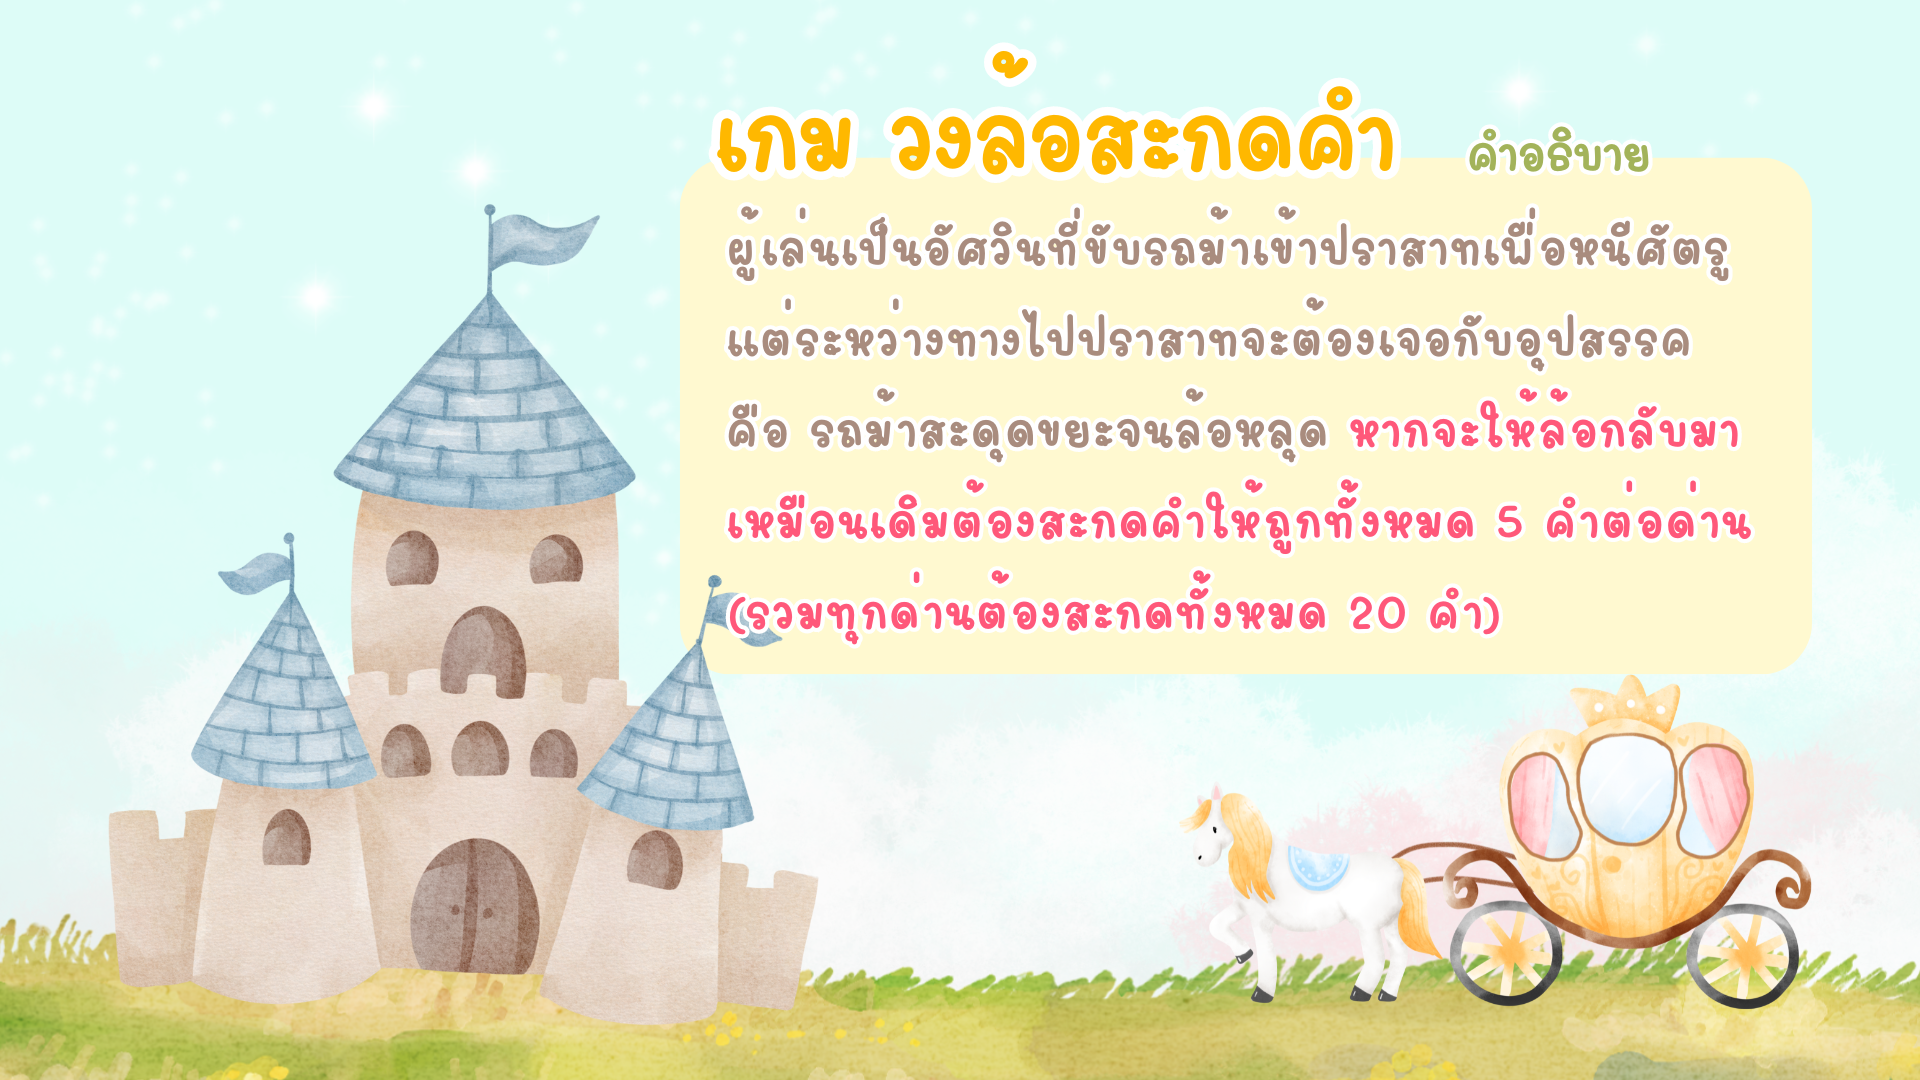 เกม วงล้อสะกดคำ คำอธิบาย
ผู้เล่นเป็นอัศวินที่ขับรถม้าเข้าปราสาทเพื่อหนีศัตรู
แต่ระหว่างทางไปปราสาทจะต้องเจอกับอุปสรรค
คือ รถม้าสะดุดขยะจนล้อหลุด หากจะให้ล้อกลับมา
เหมือนเดิมต้องสะกดคำให้ถูกทั้งหมด 5 คำต่อด่าน
(รวมทุกด่านต้องสะกดทั้งหมด 20 คำ)